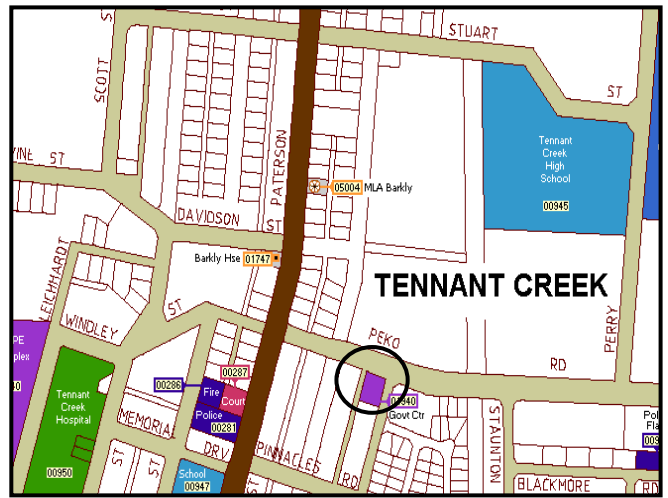 STUART
ST
SCOTT
S
ST
Tennant
Creek
High
School
00945
VINE ST
PATERSON
05004 MLA Barkly
DAVIDSON
ST
Barkly Hse 01747
LEICHHARDT
ST
TENNANT CREEK
WINDLEY
PEKO
RD
PERRY
PE
plex
00287
00286
Fire
Court
Police
00281
Govt Ctr
Tennant
Creek
Hospital
00950
MEMORIAL
DRV
PINNACLES
RD
STAUNTON
ST
ST
School
00947
Pol
Fla
BLACKMORE
RD